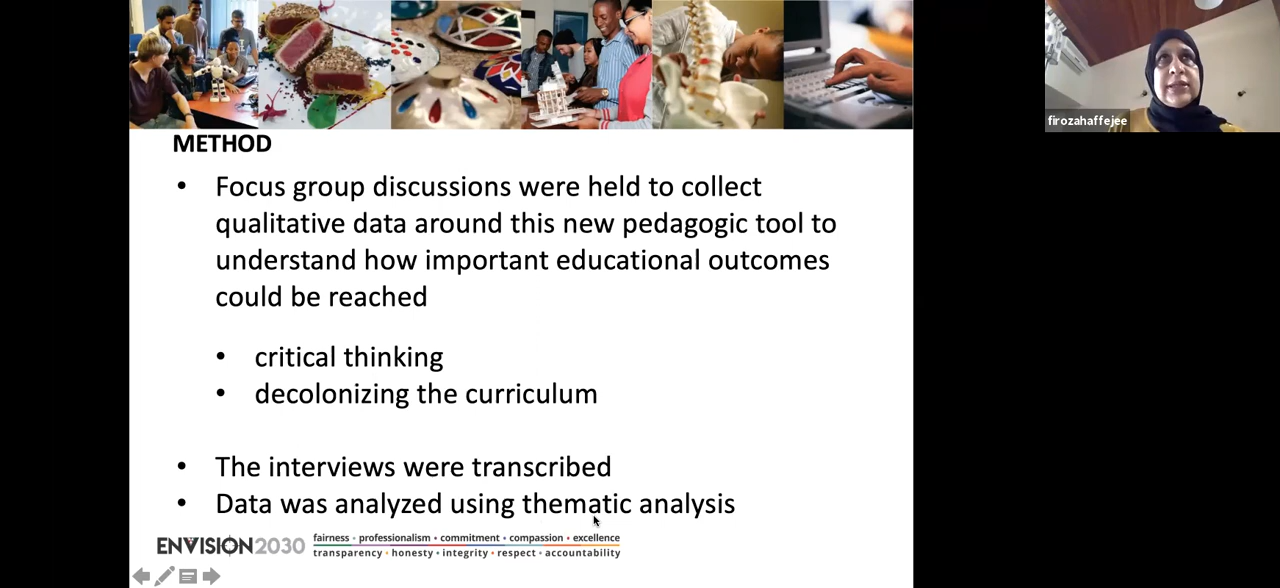 firozahaffejee
METHOD
• Focus group discussions were held to collect
qualitative data around this new pedagogic tool to
understand how important educational outcomes
could be reached
• critical thinking
• decolonizing the curriculum
• The interviews were transcribed
• Data was analyzed using thematic analysis
ENVISION2030
fairness • professionalism • commitment • compassion • excellence
transparency • honesty • integrity • respect • accountability